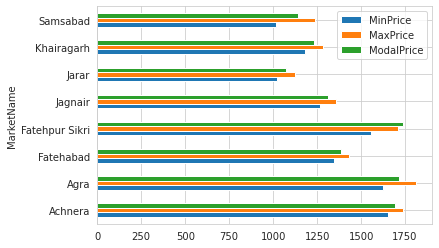 Samsabad
Khairagarh
Jarar
Jagnair
Fatehpur Sikri
Fatehabad
Agra
Achnera
MarketName
MinPrice
MaxPrice
ModalPrice
0 250 500 750 1000 1250 1500 1750